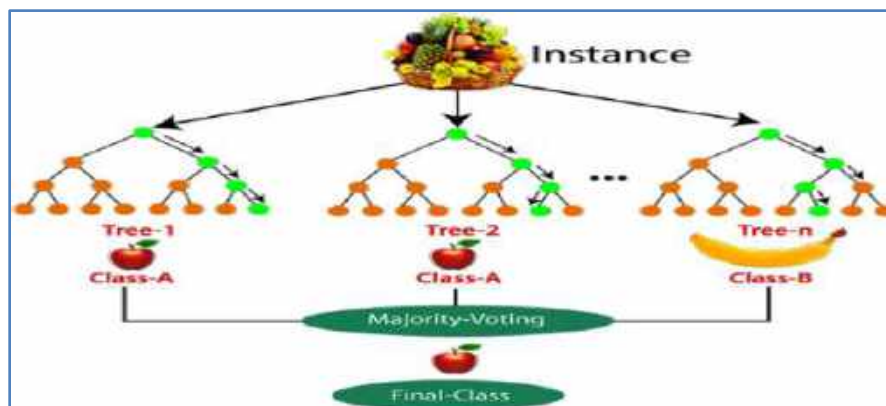 Instance
Tree-1
Tree-2
Tree-n
Class-A
Class-A
Class-B
Majority-Voting
Final-Class